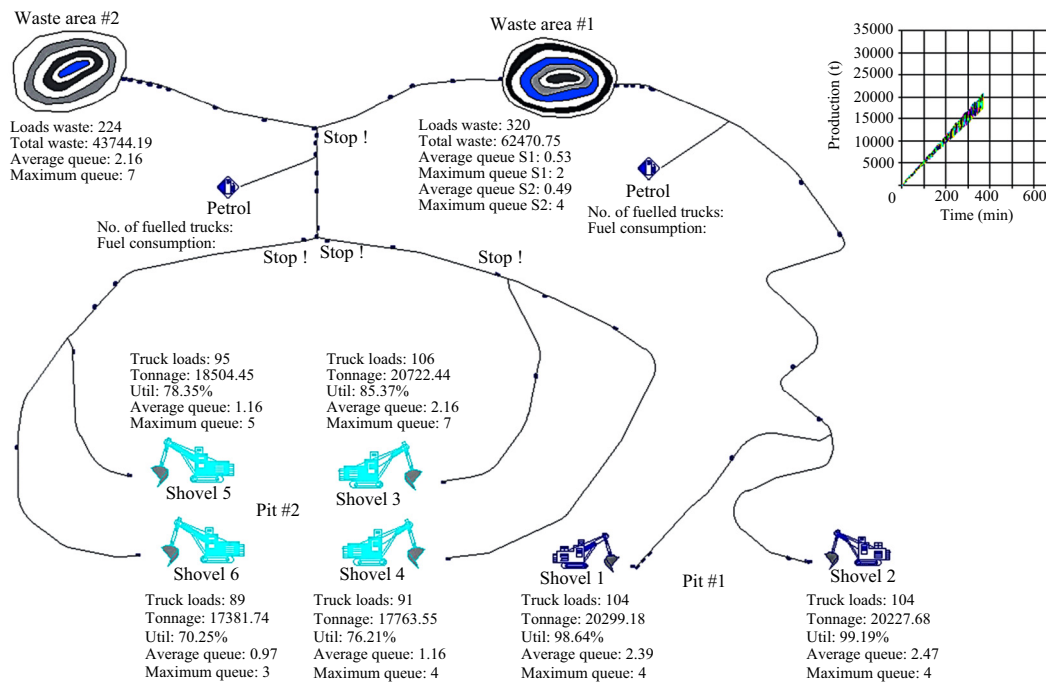 Waste area #2
Loads waste: 224
Total waste: 43744.19
Average queue: 2.16
Maximum queue: 7
Waste area #1
Loads waste: 320
Total waste: 62470.75
Average queue S1: 0.53
Maximum queue S1: 2
Average queue S2: 0.49
Maximum queue S2: 4
Production (t)
35000
30000
25000
20000
15000
10000
5000
0
200
400
600
Time (min)
Stop !
Petrol
No. of fuelled trucks:
Fuel consumption:
Petrol
No. of fuelled trucks:
Fuel consumption:
Stop !
Stop !
Stop !
Truck loads: 95
Tonnage: 18504.45
Util: 78.35%
Average queue: 1.16
Maximum queue: 5
Shovel 5
Truck loads: 106
Tonnage: 20722.44
Util: 85.37%
Average queue: 2.16
Maximum queue: 7
Shovel 3
Pit #2
Shovel 6
Truck loads: 89
Tonnage: 17381.74
Util: 70.25%
Average queue: 0.97
Maximum queue: 3
Shovel 4
Truck loads: 91
Tonnage: 17763.55
Util: 76.21%
Average queue: 1.16
Maximum queue: 4
Shovel 1
Truck loads: 104
Tonnage: 20299.18
Util: 98.64%
Average queue: 2.39
Maximum queue: 4
Pit #1
Shovel 2
Truck loads: 104
Tonnage: 20227.68
Util: 99.19%
Average queue: 2.47
Maximum queue: 4